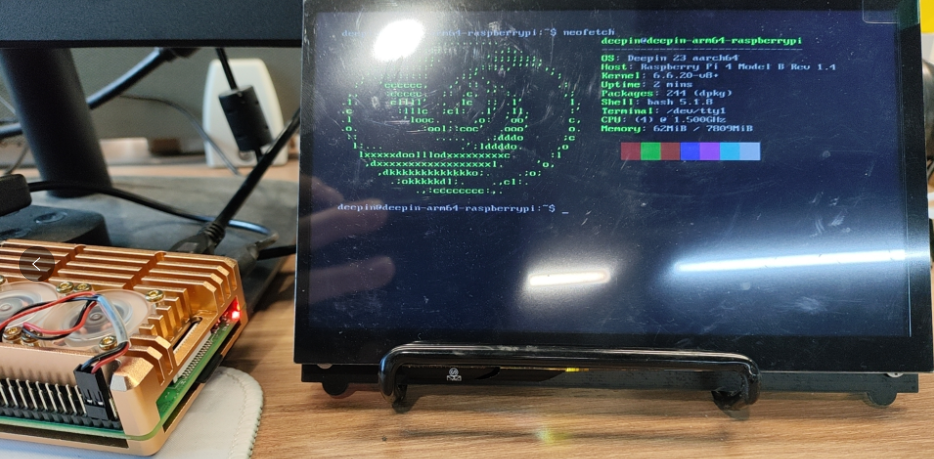 deepin@deepin-arm64-raspberrypi:~$ neofetch
deepin@deepin-arm64-raspberrypi
OS: Deepin 23 aarch64
Host: Raspberry Pi 4 Model B Rev 1.4
Kernel: 6.6.20-v8+
Uptime: 2 mins
Packages: 244 (dpkg)
Shell: bash 5.1.8
Terminal: /dev/tty1
CPU: (4) @ 1.500GHz
Memory: 62MiB / 7809MiB
deepin@deepin-arm64-raspberrypi:~$ _